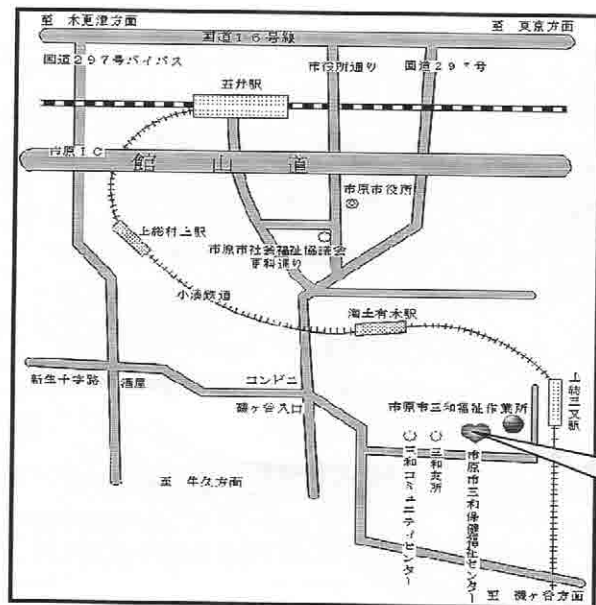 至 木更津方面
至 東京方面
国道16号線
国道297号バイパス
市役所通り
国道297号
五井駅
市原IC
館山道
市原市役所
上総村上駅
市原市社会福祉協議会
更科通り
小湊鉄道
海士有木駅
上総三又駅
新生十字路
酒屋
コンビニ
磯ヶ谷入口
市原市三和福祉作業所
三和コミュニティセンター
三和支所
市原市三和保健福祉センター
至 牛久方面
至 磯ヶ谷方面